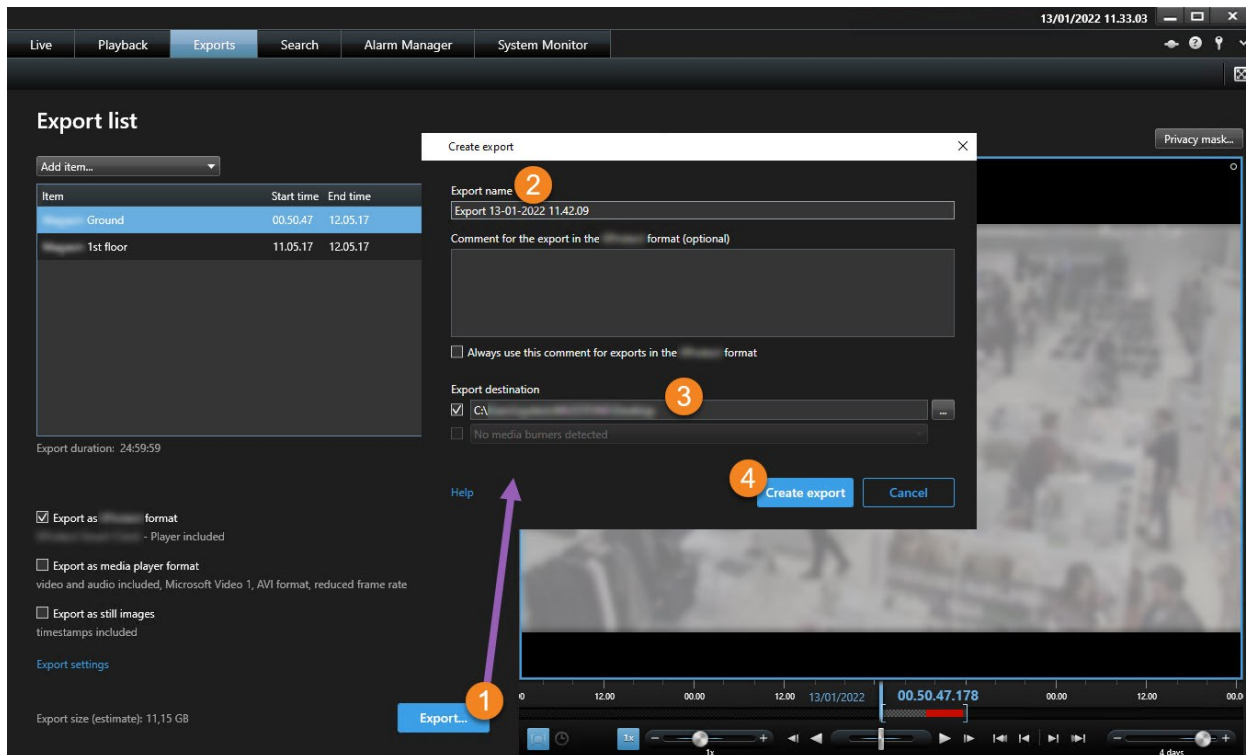 13/01/2022 11.33.03
Live Playback Exports Search Alarm Manager System Monitor
Export list
Privacy mask...
Add item...
Item Start time End time
Ground 00.50.47 12.05.17
1st floor 11.05.17 12.05.17
Export duration: 24:59:59
Export as format
- Player included
Export as media player format
video and audio included, Microsoft Video 1, AVI format, reduced frame rate
Export as still images
timestamps included
Export settings
Export size (estimate): 11,15 GB
Export...
1
Create export
Export name
2
Export 13-01-2022 11.42.09
Comment for the export in the format (optional)
Always use this comment for exports in the format
Export destination
3
C:\
...
No media burners detected
Help
4
Create export
Cancel
0 12.00 00.00 12.00 13/01/2022 00.50.47.178 00.00 12.00 00.0
1x
1x
4 days